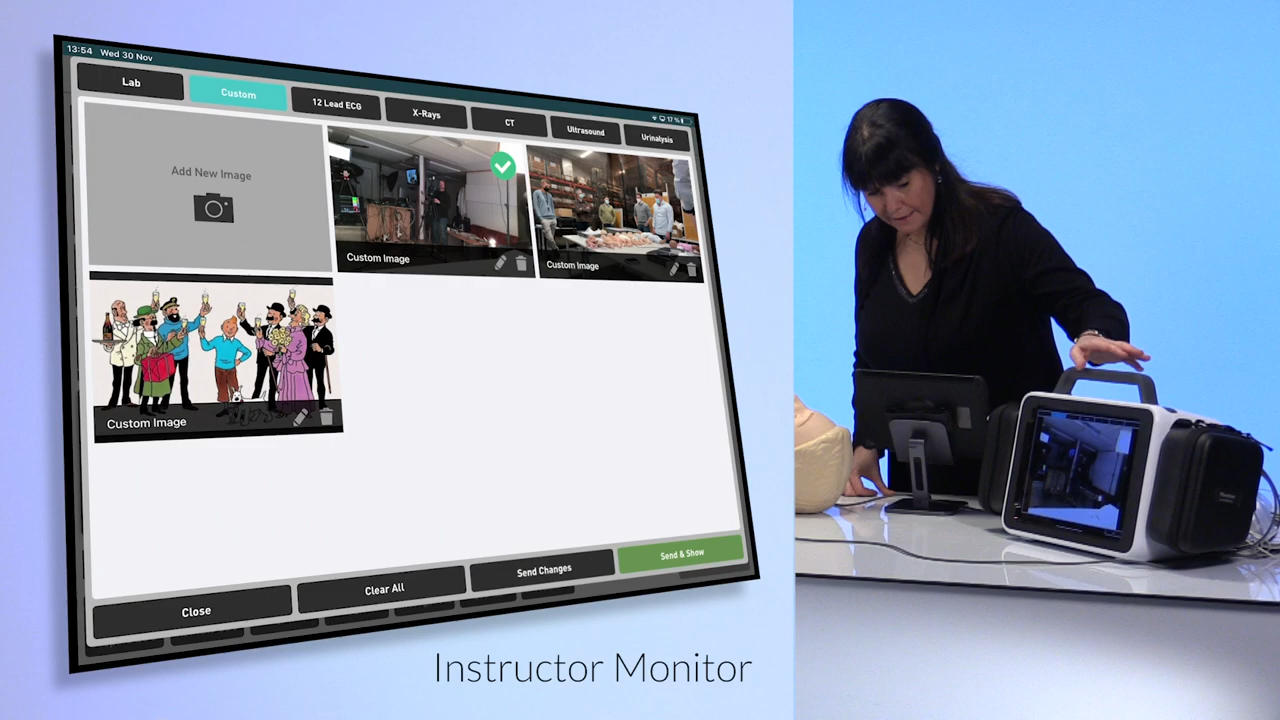 13:54 Wed 30 Nov
17 %
Lab
Custom
12 Lead ECG
X-Rays
CT
Ultrasound
Urinalysis
Add New Image
Custom Image
Custom Image
Custom Image
Close
Clear All
Send Changes
Send & Show
Instructor Monitor